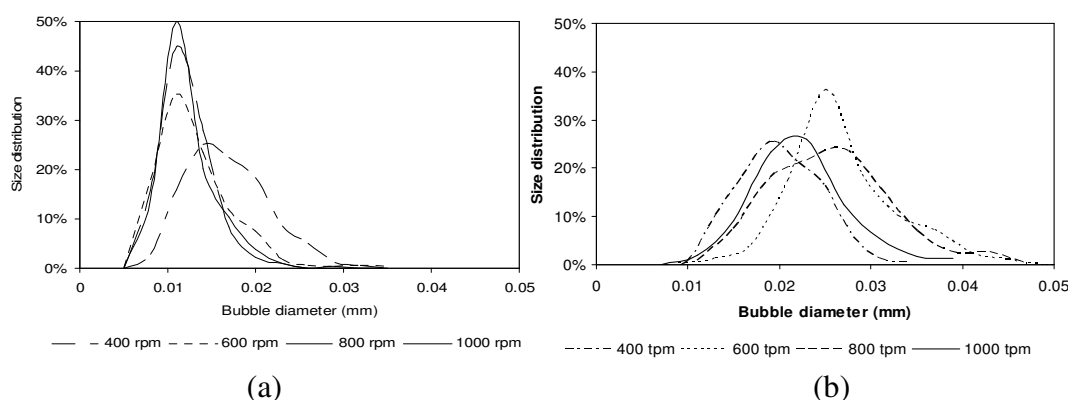 50%
40%
30%
20%
10%
0%
Size distribution
0 0.01 0.02 0.03 0.04 0.05
Bubble diameter (mm)
400 rpm 600 rpm 800 rpm 1000 rpm
(a)
50%
40%
30%
20%
10%
0%
Size distribution
0 0.01 0.02 0.03 0.04 0.05
Bubble diameter (mm)
400 tpm 600 tpm 800 tpm 1000 tpm
(b)